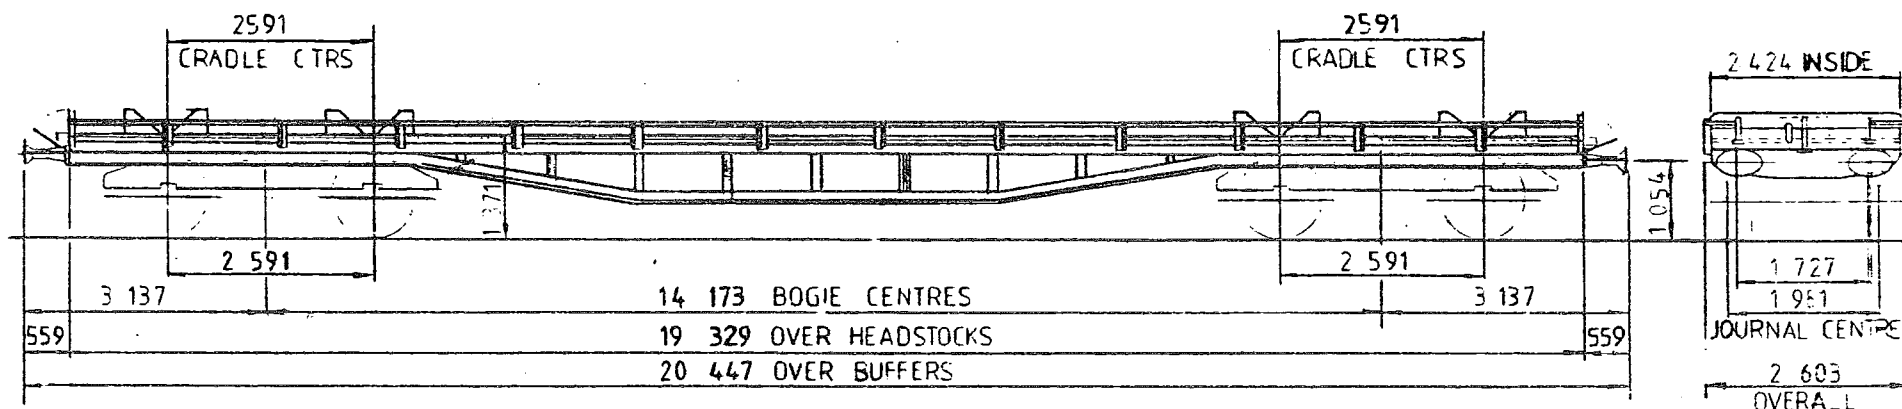 2591
CRADLE CTRS
2591
CRADLE CTRS
2 424 INSIDE
1 371
1 054
2 591
2 591
1 727
3 137
14 173 BOGIE CENTRES
3 137
1 981
559
19 329 OVER HEADSTOCKS
559
JOURNAL CENTRE
20 447 OVER BUFFERS
2 603
OVERA_L